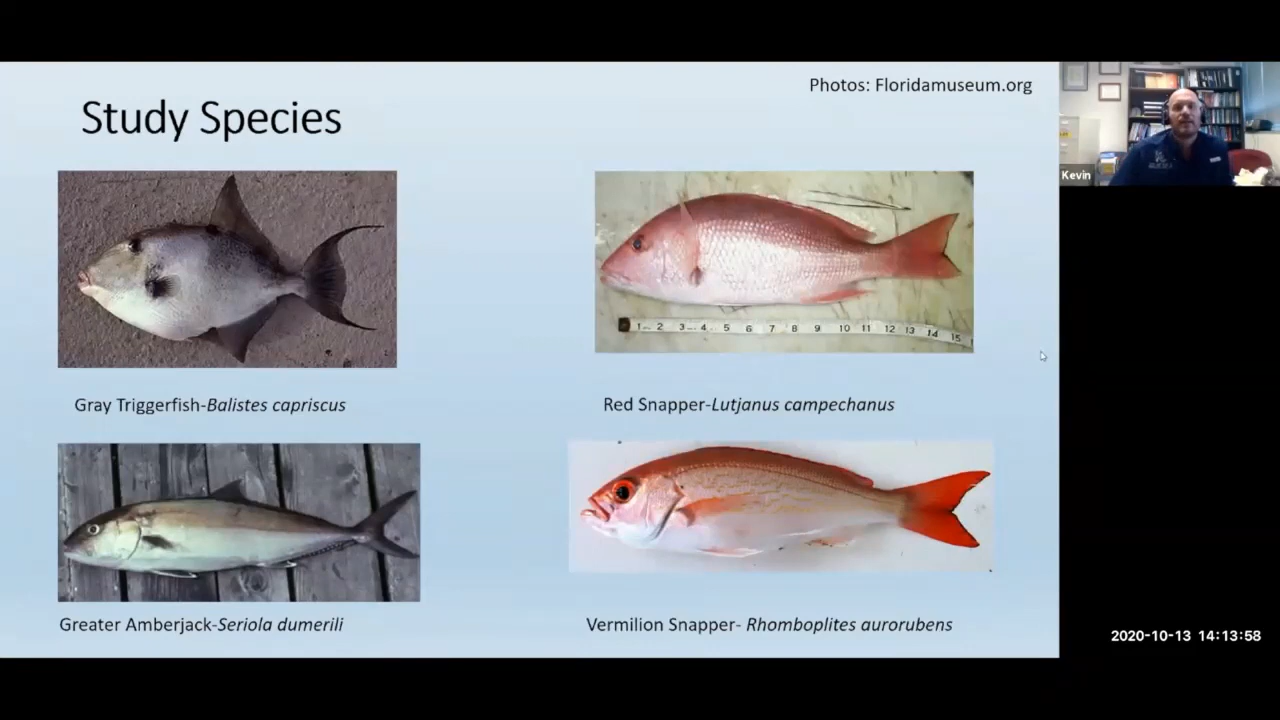 Photos: Floridamuseum.org
Study Species
Kevin
1 2 3 4 5 6 7 8 9 10 11 12 13 14 15
Gray Triggerfish-Balistes capriscus
Red Snapper-Lutjanus campechanus
Greater Amberjack-Seriola dumerili
Vermilion Snapper- Rhomboplites aurorubens
2020-10-13 14:13:58